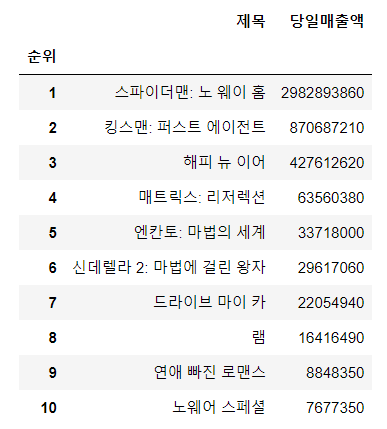 제목 당일매출액
순위
1 스파이더맨: 노 웨이 홈 2982893860
2 킹스맨: 퍼스트 에이전트 870687210
3 해피 뉴 이어 427612620
4 매트릭스: 리저렉션 63560380
5 엔칸토: 마법의 세계 33718000
6 신데렐라 2: 마법에 걸린 왕자 29617060
7 드라이브 마이 카 22054940
8 램 16416490
9 연애 빠진 로맨스 8848350
10 노웨어 스페셜 7677350